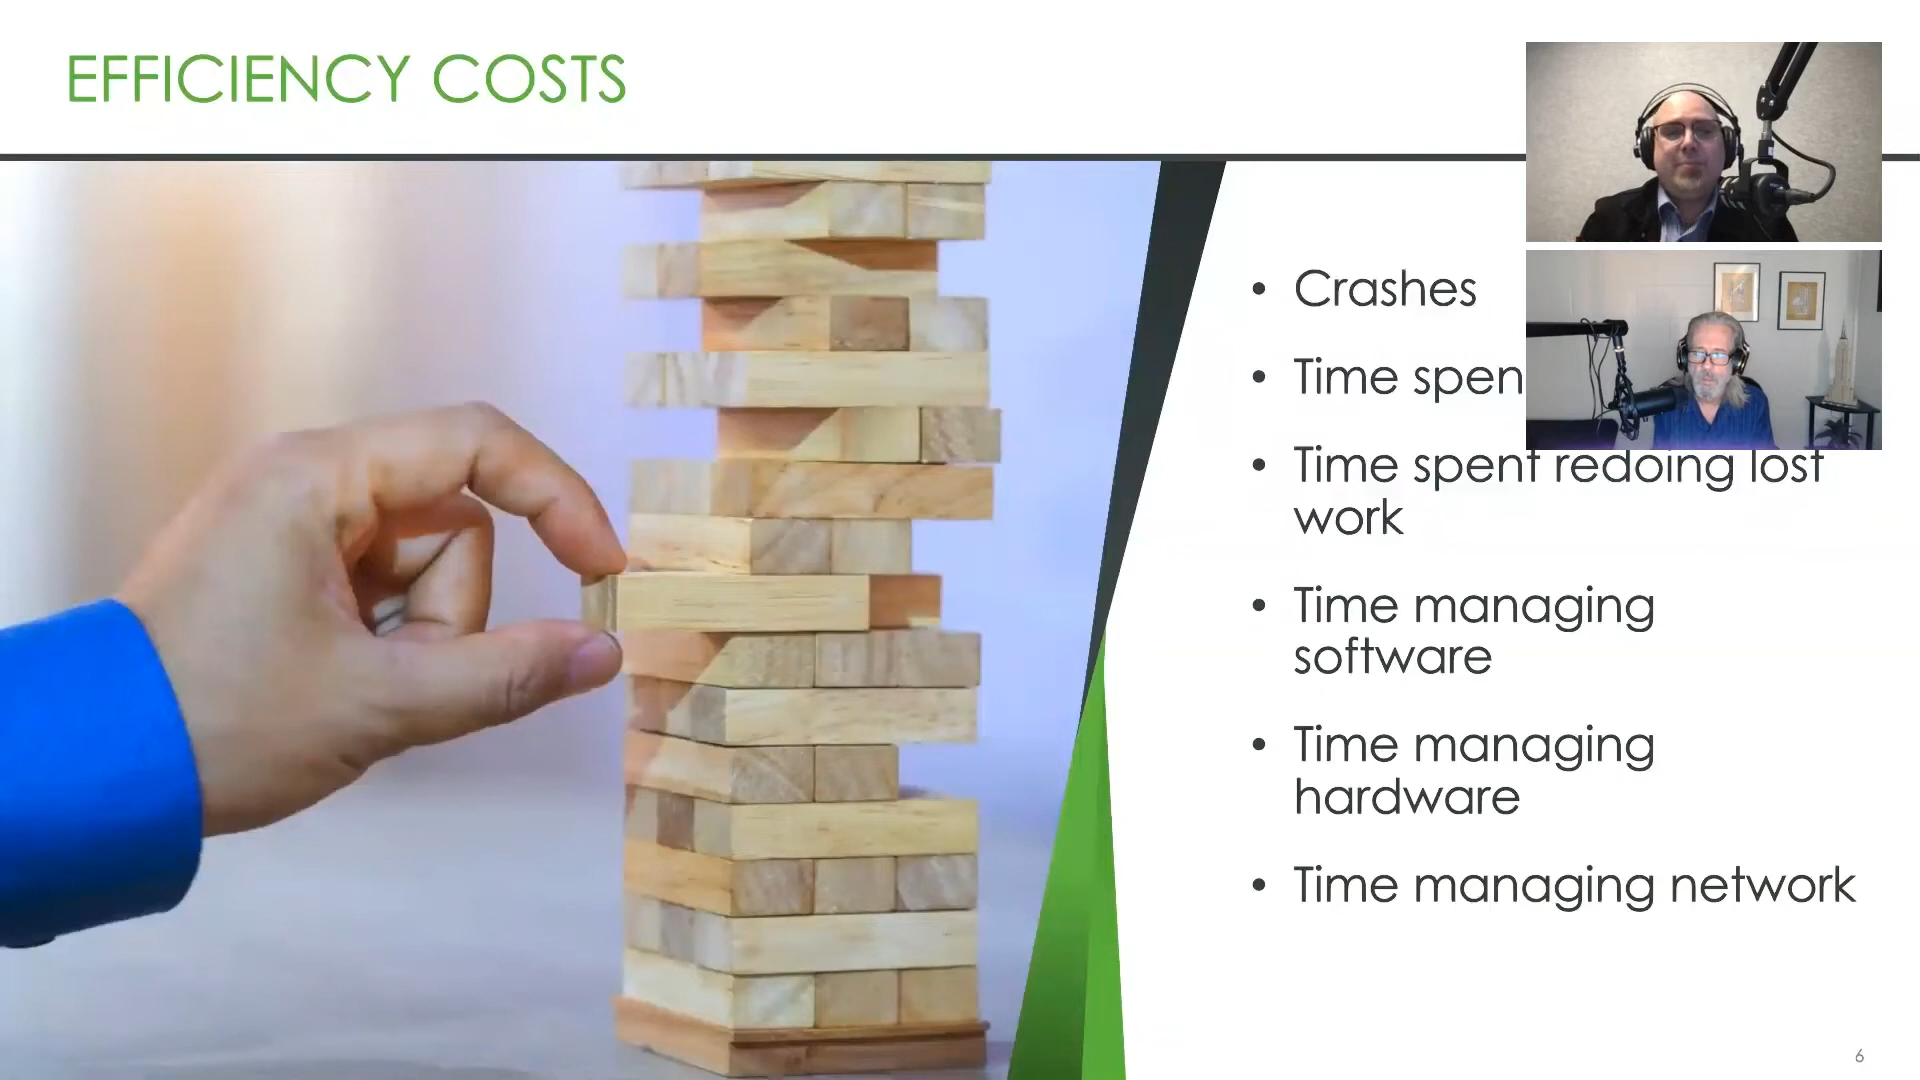 EFFICIENCY COSTS
• Crashes
• Time spen
• Time spent redoing lost
work
• Time managing
software
• Time managing
hardware
• Time managing network
6